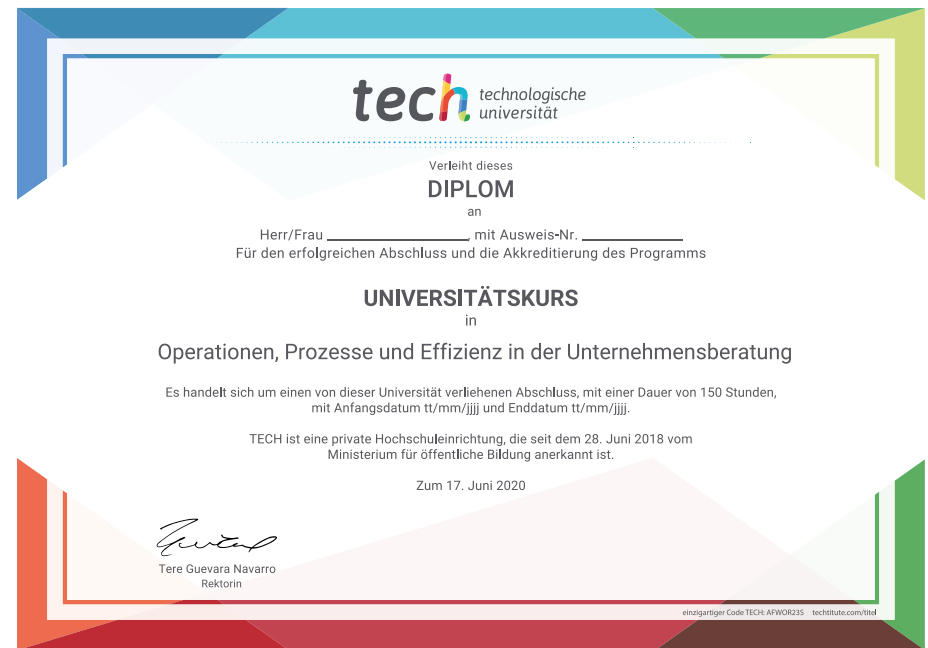 tech technologische
universität
Verleiht dieses
DIPLOM
an
Herr/Frau ____________________, mit Ausweis-Nr. ______________
Für den erfolgreichen Abschluss und die Akkreditierung des Programms
UNIVERSITÄTSKURS
in
Operationen, Prozesse und Effizienz in der Unternehmensberatung
Es handelt sich um einen von dieser Universität verliehenen Abschluss, mit einer Dauer von 150 Stunden,
mit Anfangsdatum tt/mm/jjjj und Enddatum tt/mm/jjjj.
TECH ist eine private Hochschuleinrichtung, die seit dem 28. Juni 2018 vom
Ministerium für öffentliche Bildung anerkannt ist.
Zum 17. Juni 2020
Tere Guevara Navarro
Rektorin
einzigartiger Code TECH: AFWOR23S techtitute.com/titel